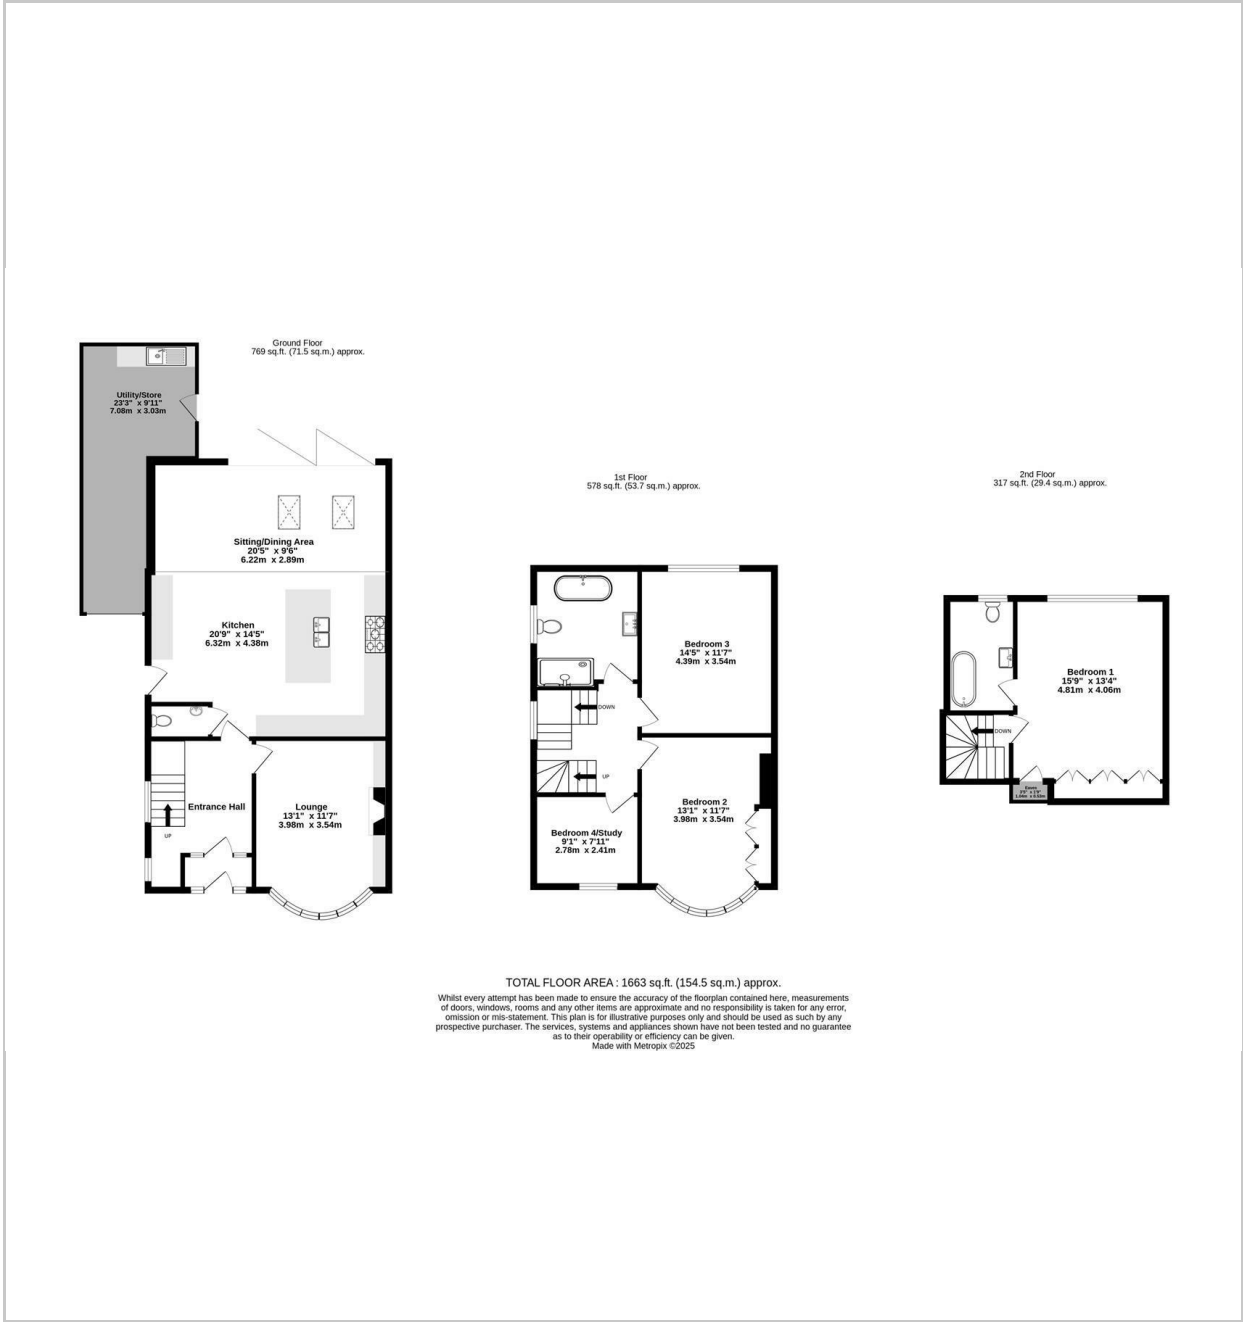 Ground Floor
769 sq.ft. (71.5 sq.m.) approx.
Utility/Store
23'3" x 9'11"
7.08m x 3.03m
Sitting/Dining Area
20'5" x 9'6"
6.22m x 2.89m
Kitchen
20'9" x 14'5"
6.32m x 4.38m
Entrance Hall
UP
Lounge
13'1" x 11'7"
3.98m x 3.54m
1st Floor
578 sq.ft. (53.7 sq.m.) approx.
Bedroom 3
14'5" x 11'7"
4.39m x 3.54m
DOWN
UP
Bedroom 2
13'1" x 11'7"
3.98m x 3.54m
Bedroom 4/Study
9'1" x 7'11"
2.78m x 2.41m
2nd Floor
317 sq.ft. (29.4 sq.m.) approx.
Bedroom 1
15'9" x 13'4"
4.81m x 4.06m
DOWN
Eaves
TOTAL FLOOR AREA : 1663 sq.ft. (154.5 sq.m.) approx.
Whilst every attempt has been made to ensure the accuracy of the floorplan contained here, measurements
of doors, windows, rooms and any other items are approximate and no responsibility is taken for any error,
omission or mis-statement. This plan is for illustrative purposes only and should be used as such by any
prospective purchaser. The services, systems and appliances shown have not been tested and no guarantee
as to their operability or efficiency can be given.
Made with Metropix ©2025